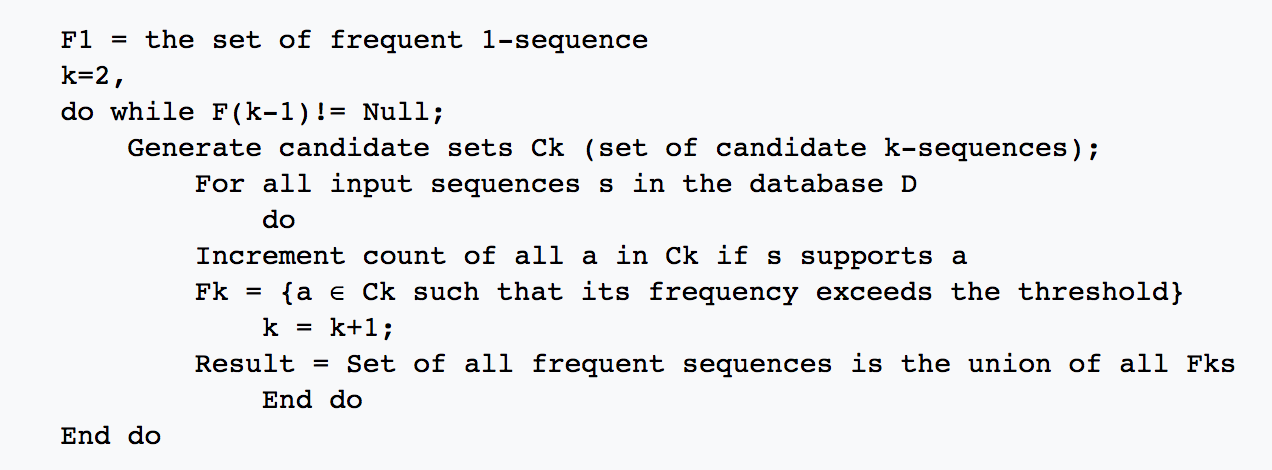 F1 = the set of frequent 1-sequence
k=2,
do while F(k-1)!= Null;
Generate candidate sets Ck (set of candidate k-sequences);
For all input sequences s in the database D
do
Increment count of all a in Ck if s supports a
Fk = {a ∈ Ck such that its frequency exceeds the threshold}
k = k+1;
Result = Set of all frequent sequences is the union of all Fks
End do
End do